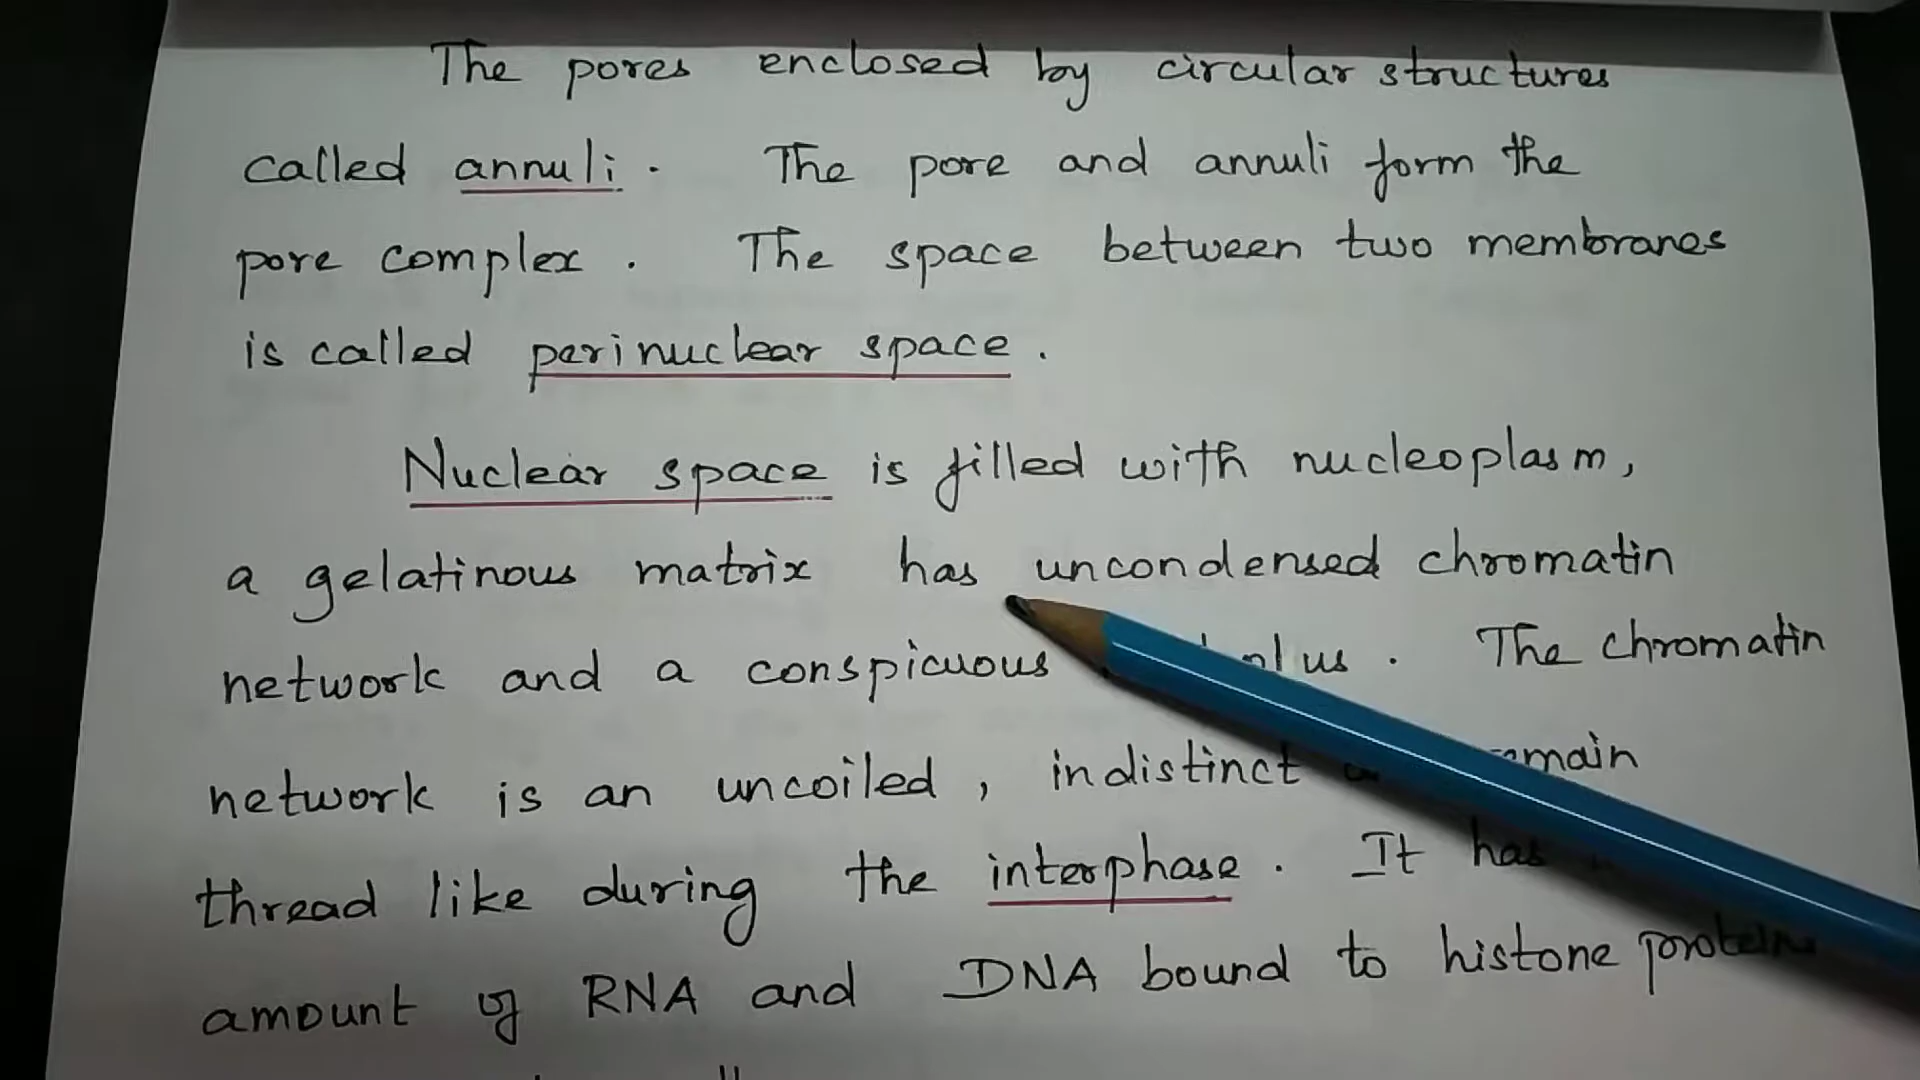 The pores enclosed by circular structures
called annuli. The pore and annuli form the
pore complex. The space between two membranes
is called perinuclear space.
Nuclear space is filled with nucleoplasm,
a gelatinous matrix has uncondensed chromatin
network and a conspicuous . The chromatin
network is an uncoiled, indistinct
thread like during the interphase. It has
amount of RNA and DNA bound to histone